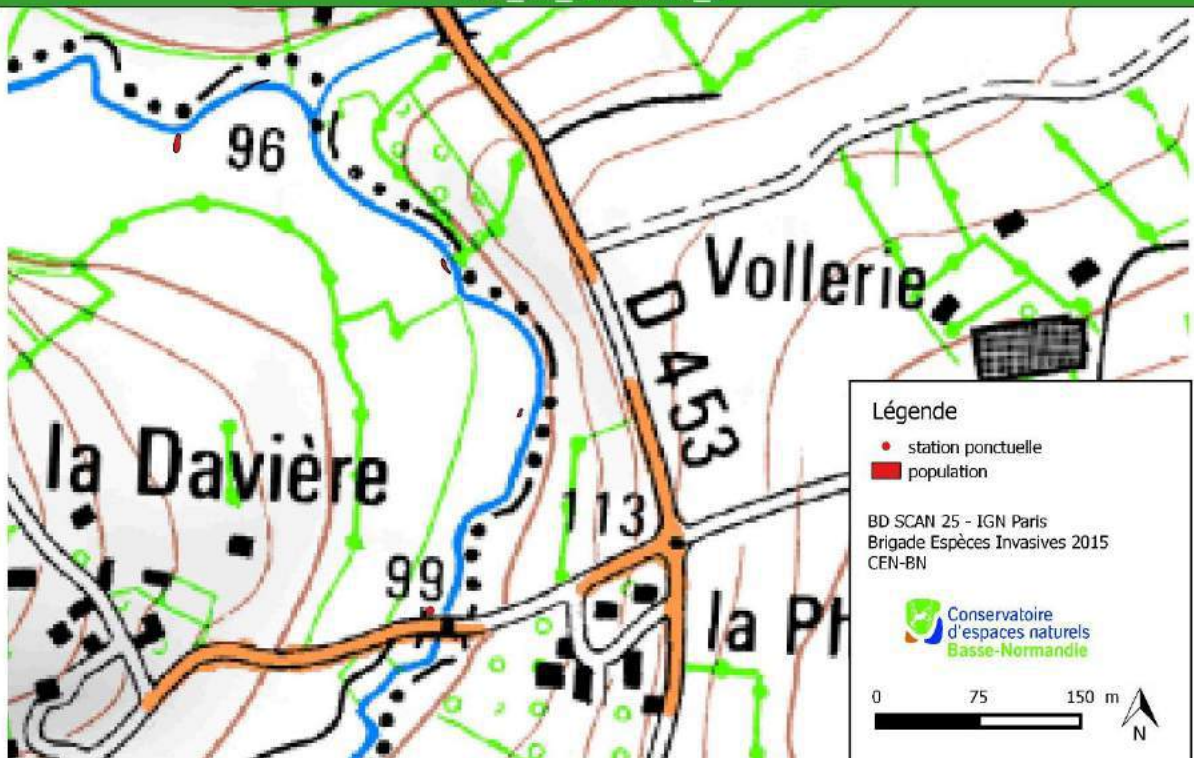 96
Vollerie
D 453
la Davière
113
99
la Ph
Légende
station ponctuelle
population
BD SCAN 25 - IGN Paris
Brigade Espèces Invasives 2015
CEN-BN
Conservatoire
d'espaces naturels
Basse-Normandie
0 75 150 m
N